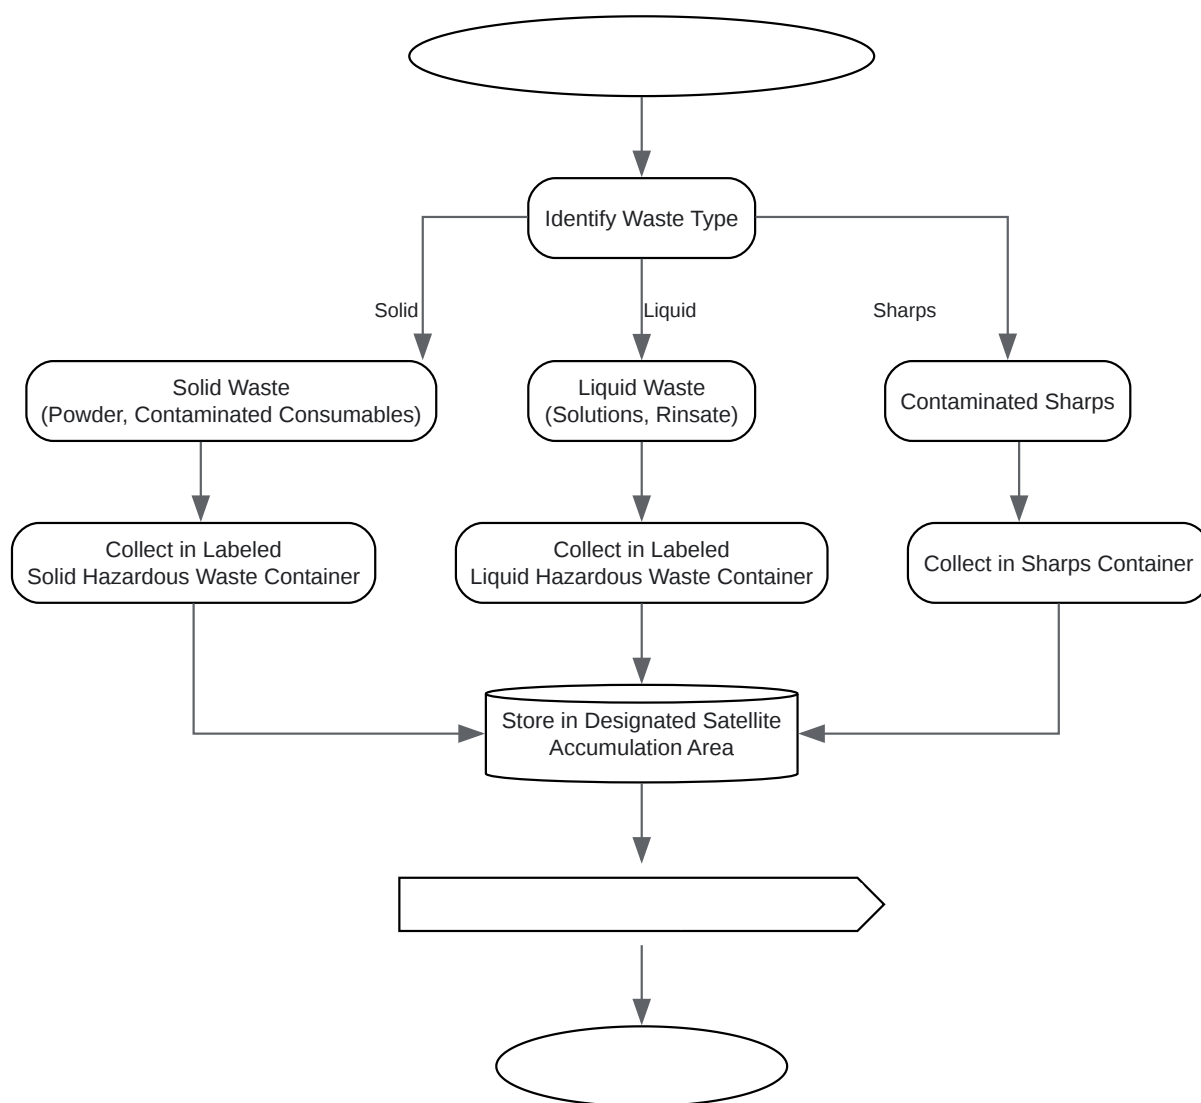 Identify Waste Type
Solid
Liquid
Sharps
Solid Waste
(Powder, Contaminated Consumables)
Liquid Waste
(Solutions, Rinsate)
Contaminated Sharps
Collect in Labeled
Solid Hazardous Waste Container
Collect in Labeled
Liquid Hazardous Waste Container
Collect in Sharps Container
Store in Designated Satellite
Accumulation Area